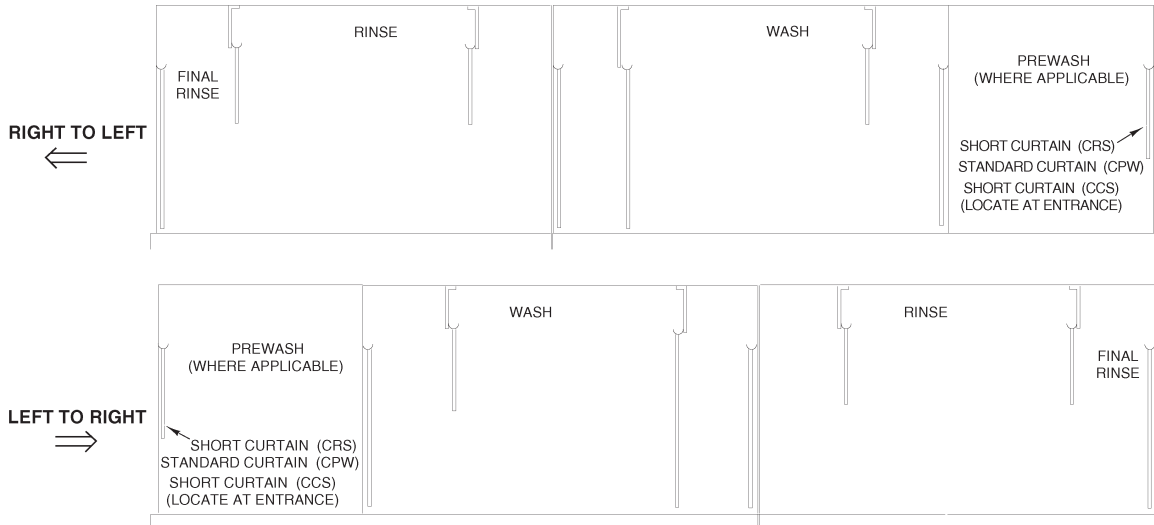 RINSE
WASH
FINAL
RINSE
PREWASH
(WHERE APPLICABLE)
RIGHT TO LEFT
SHORT CURTAIN (CRS)
STANDARD CURTAIN (CPW)
SHORT CURTAIN (CCS)
(LOCATE AT ENTRANCE)
WASH
RINSE
PREWASH
(WHERE APPLICABLE)
FINAL
RINSE
LEFT TO RIGHT
SHORT CURTAIN (CRS)
STANDARD CURTAIN (CPW)
SHORT CURTAIN (CCS)
(LOCATE AT ENTRANCE)